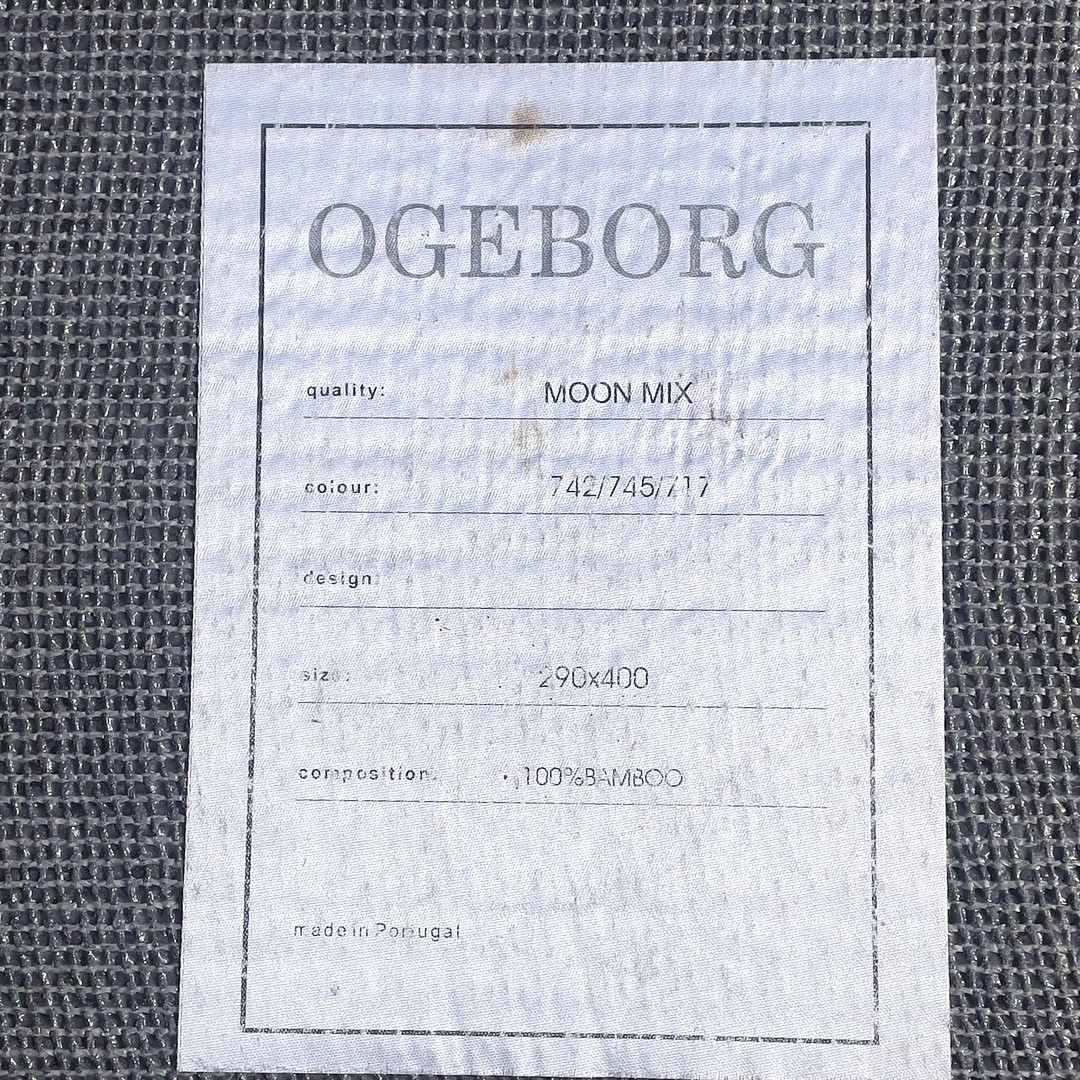 OGEBORG
quality: MOON MIX
colour: 742/745/717
design
size: 290x400
composition: 100%BAMBOO
made in Portugal